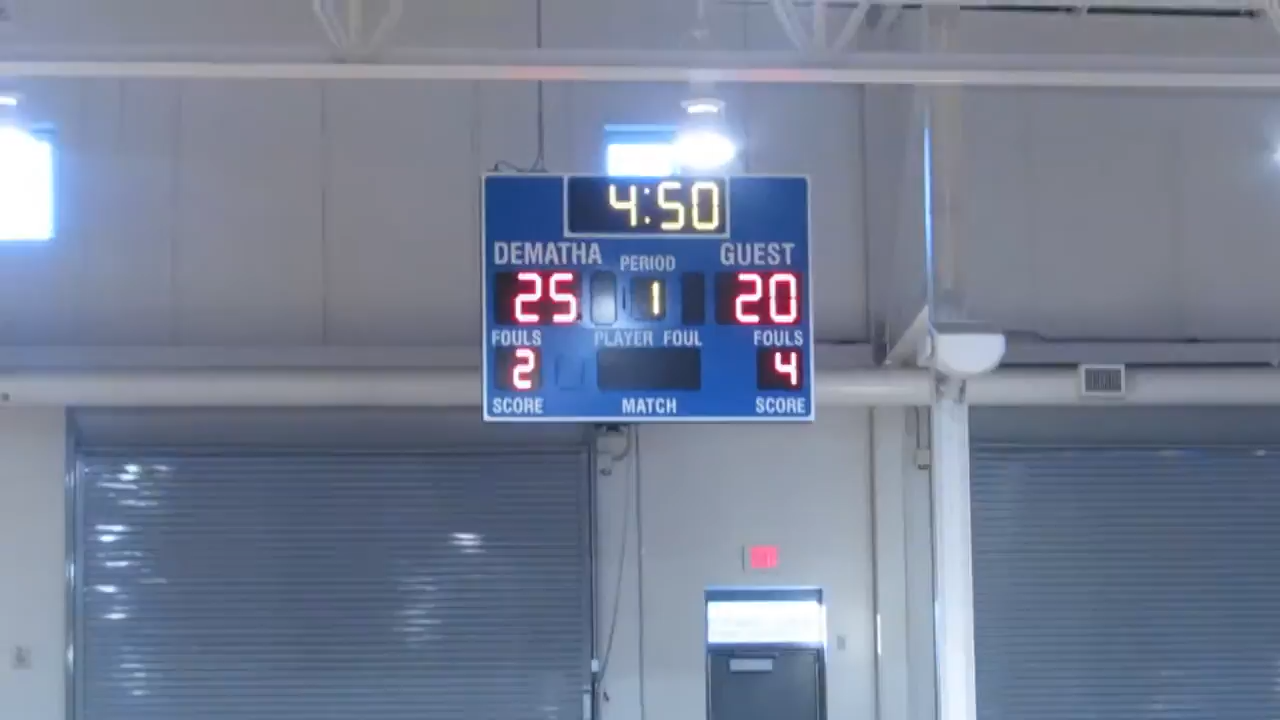 4:50
DEMATHA PERIOD GUEST
25 1 20
FOULS PLAYER FOUL FOULS
2 4
SCORE MATCH SCORE